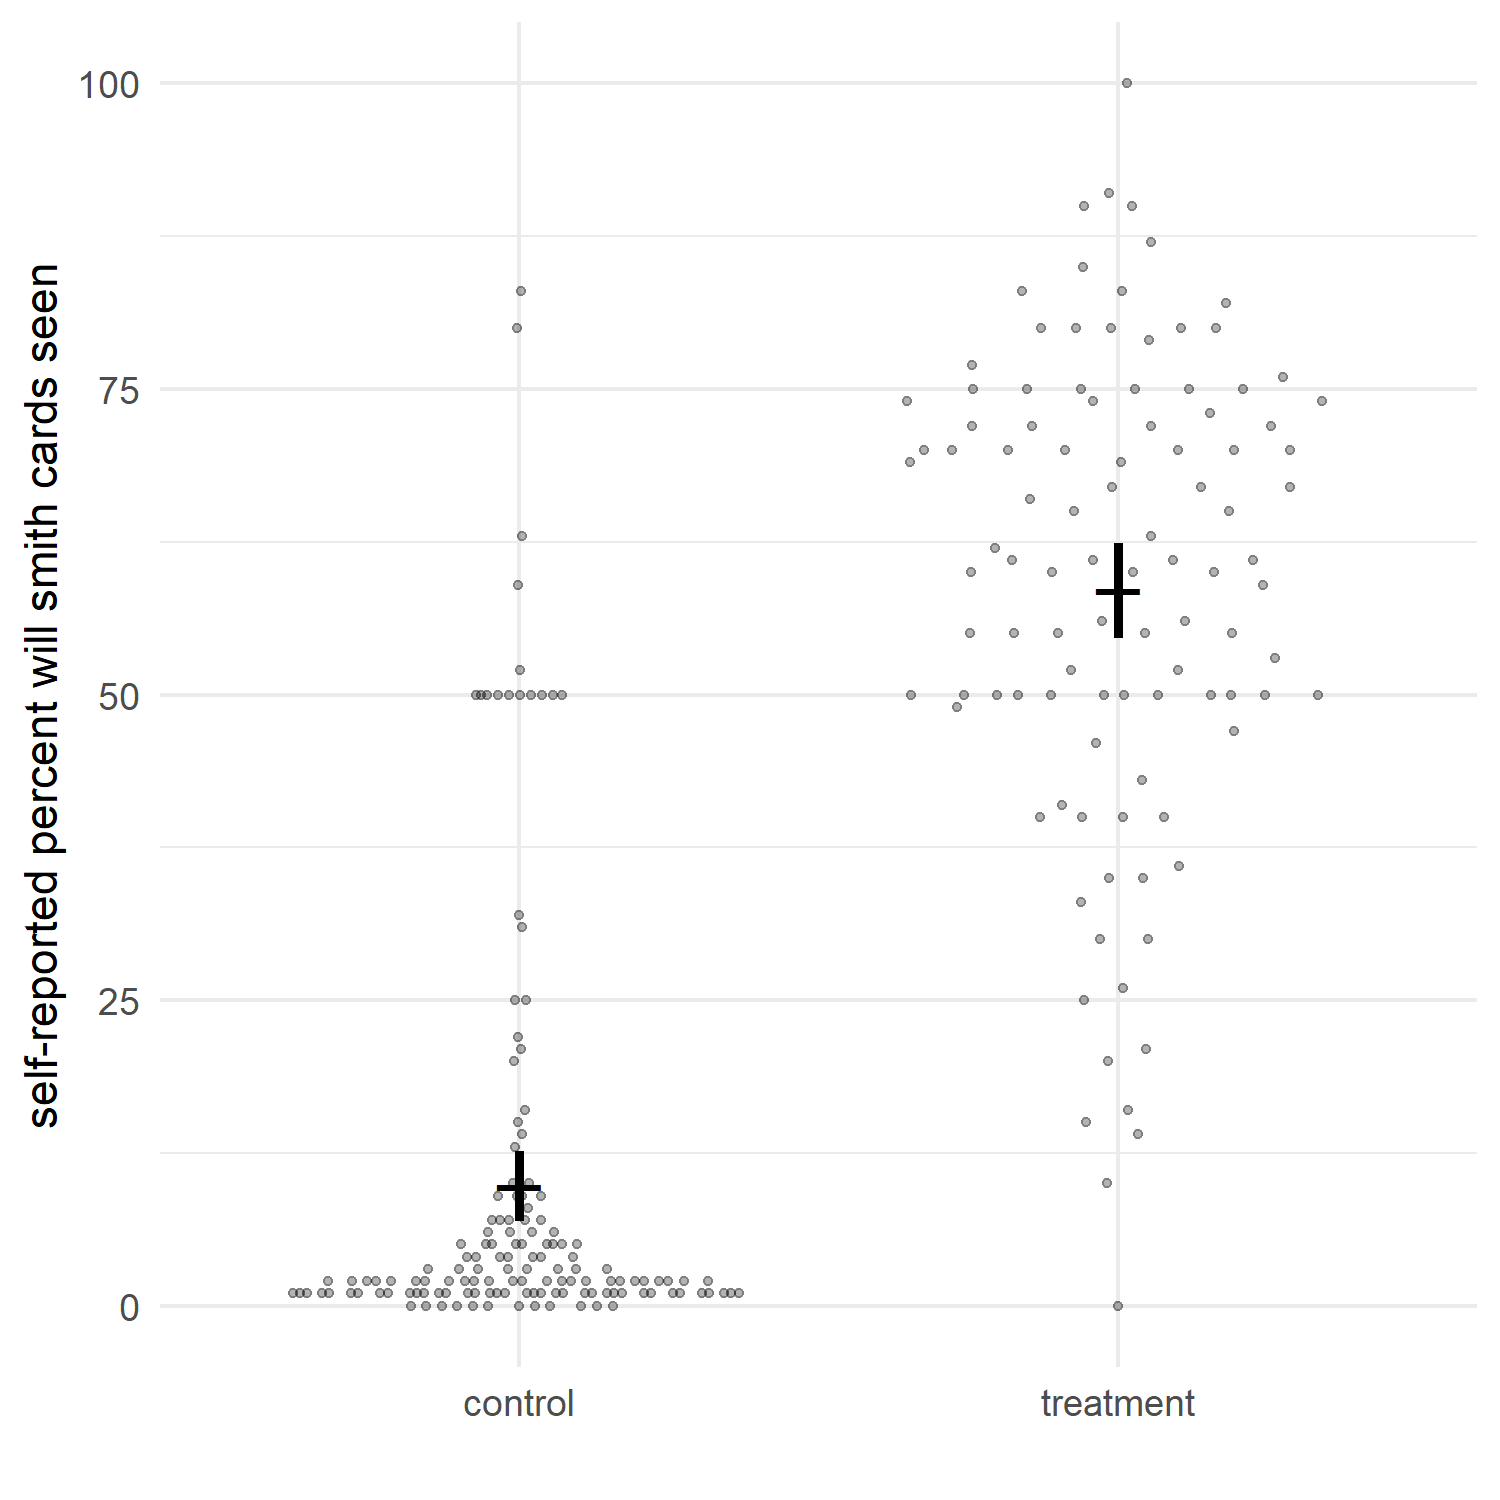 self-reported percent will smith cards seen
100
75
50
25
0
control
treatment